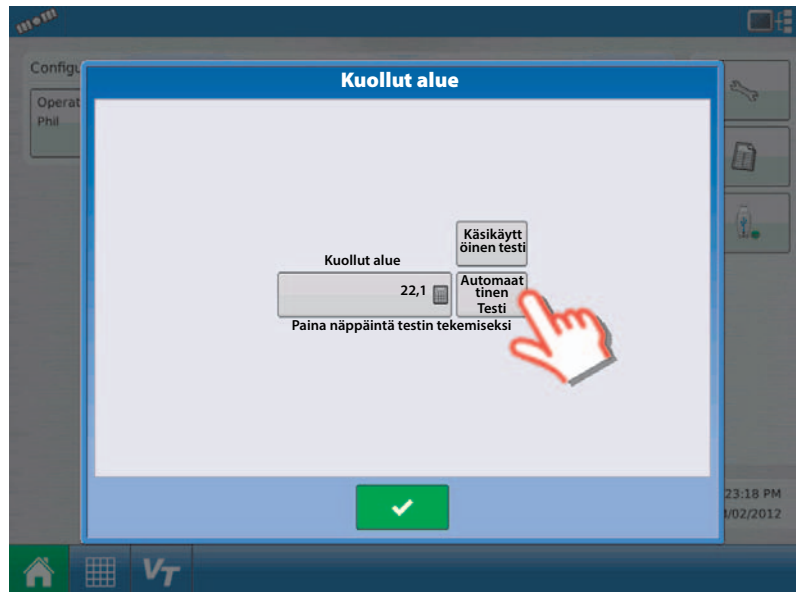 Configu
Operat
Phil
Kuollut alue
Käsikäytt
öinen testi
Kuollut alue
22,1
Automaat
tinen
Testi
Paina näppäintä testin tekemiseksi
23:18 PM
/02/2012
VT